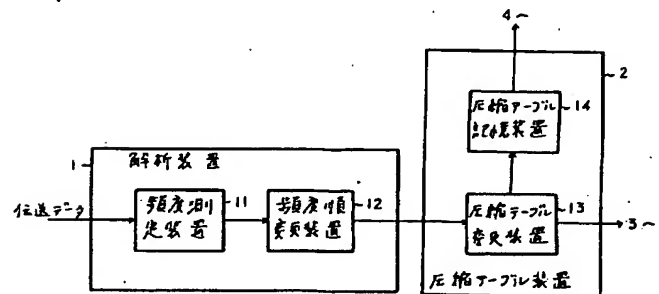 4~
2
圧縮テーブル
記憶装置
14
1
解析装置
伝送データ
頻度測
定装置
11
頻度順
変更装置
12
圧縮テーブル
変更装置
13
3~
圧縮テーブル装置